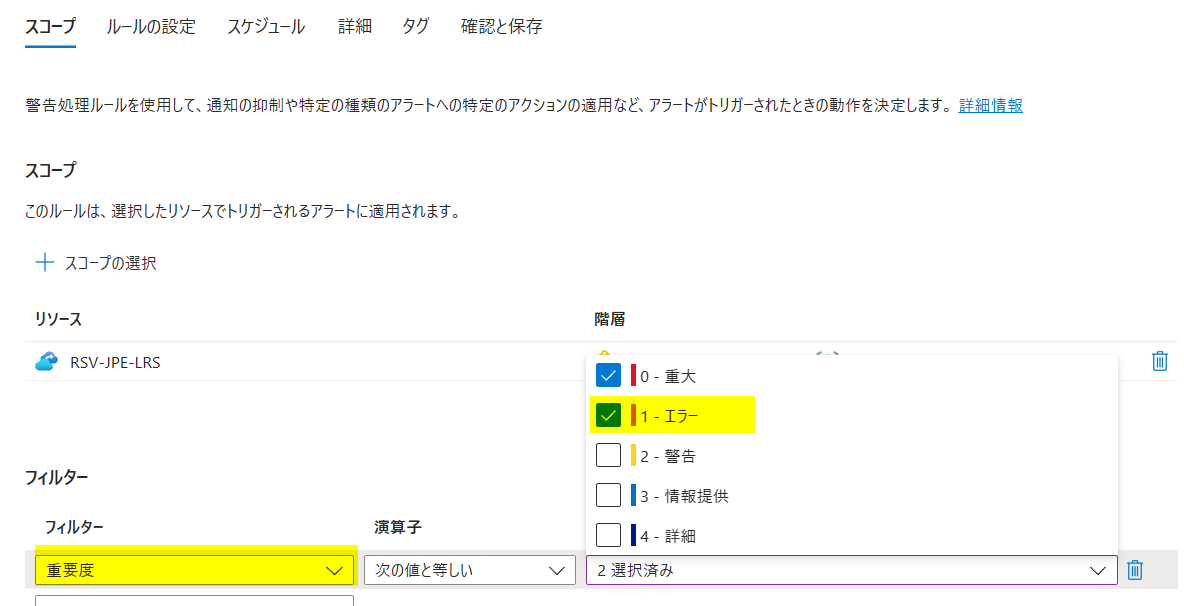 スコープ ルールの設定 スケジュール 詳細 タグ 確認と保存
警告処理ルールを使用して、通知の抑制や特定の種類のアラートへの特定のアクションの適用など、アラートがトリガーされたときの動作を決定します。 詳細情報
スコープ
このルールは、選択したリソースでトリガーされるアラートに適用されます。
スコープの選択
リソース 階層
RSV-JPE-LRS
0 - 重大
1 - エラー
2 - 警告
3 - 情報提供
4 - 詳細
フィルター
フィルター 演算子
重要度 次の値と等しい 2 選択済み